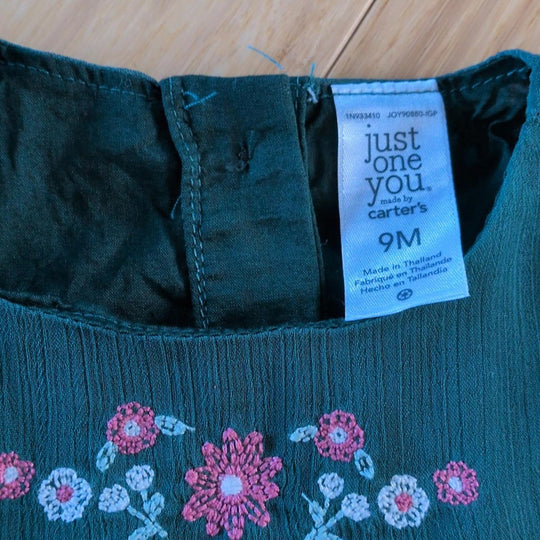 1N933410 JOY90880-IGP
just
one
you®
made by
carter's
9M
Made in Thailand
Fabriqué en Thaïlande
Hecho en Tailandia